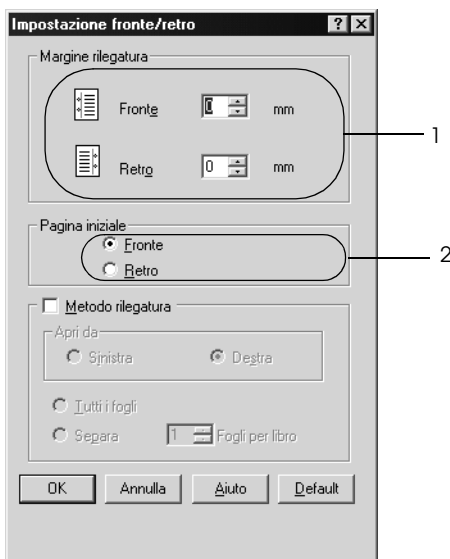 Impostazione fronte/retro
Margine rilegatura
Fronte 0 mm
1
Retro 0 mm
Pagina iniziale
Fronte
2
Retro
Metodo rilegatura
Apri da
Sinistra Destra
Tutti i fogli
Separa 1 Fogli per libro
OK Annulla Aiuto Default